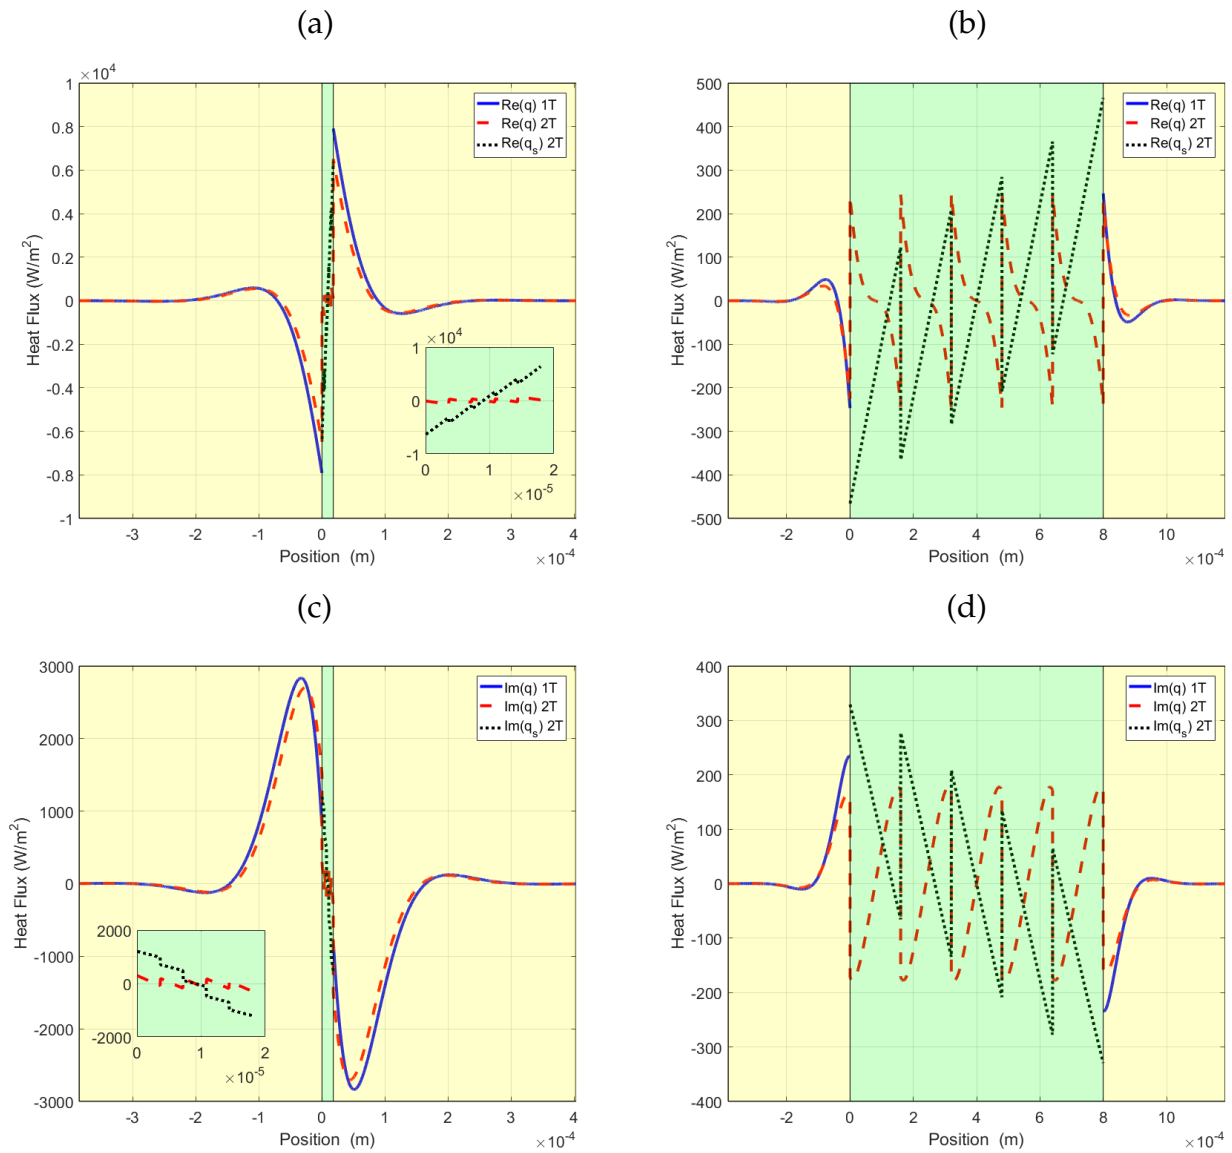 (a)
×10^4
1
0.8
0.6
0.4
0.2
0
-0.2
-0.4
-0.6
-0.8
-1
Heat Flux (W/m^2)
-3 -2 -1 0 1 2 3 4
Position (m)
×10^-4
Re(q) 1T
Re(q) 2T
Re(q_s) 2T
×10^4
1
0
-1
0 1 2
×10^-5
(b)
500
400
300
200
100
0
-100
-200
-300
-400
-500
Heat Flux (W/m^2)
-2 0 2 4 6 8 10
Position (m)
×10^-4
Re(q) 1T
Re(q) 2T
Re(q_s) 2T
(c)
3000
2000
1000
0
-1000
-2000
-3000
Heat Flux (W/m^2)
-3 -2 -1 0 1 2 3 4
Position (m)
×10^-4
Im(q) 1T
Im(q) 2T
Im(q_s) 2T
2000
0
-2000
0 1 2
×10^-5
(d)
400
300
200
100
0
-100
-200
-300
-400
Heat Flux (W/m^2)
-2 0 2 4 6 8 10
Position (m)
×10^-4
Im(q) 1T
Im(q) 2T
Im(q_s) 2T